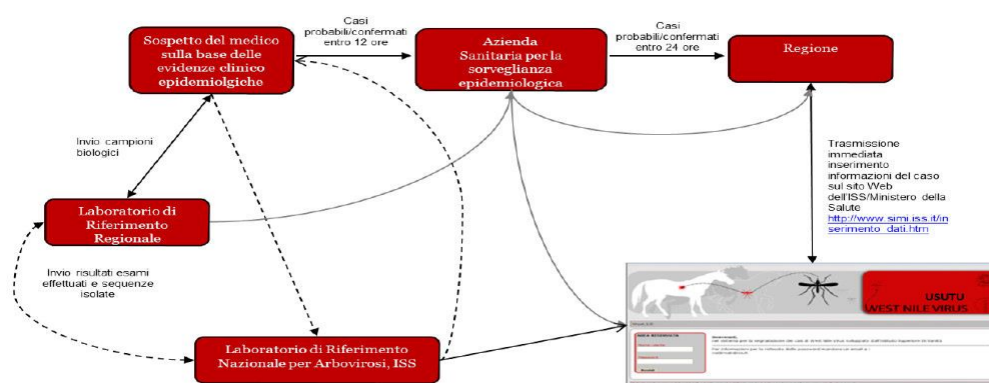 Casi
probabili/confermati
entro 12 ore
Casi
probabili/confermati
entro 24 ore
Sospetto del medico
sulla base delle
evidenze clinico
epidemiolgiche
Azienda
Sanitaria per la
sorveglianza
epidemiologica
Regione
Invio campioni
biologici
Trasmissione
immediata
inserimento
informazioni del caso
sul sito Web
dell'ISS/Ministero della
Salute
http://www.simi.iss.it/in
serimento_dati.htm
Laboratorio di
Riferimento
Regionale
Invio risultati esami
effettuati e sequenze
isolate
USUTU
WEST NILE VIRUS
Laboratorio di Riferimento
Nazionale per Arbovirosi, ISS